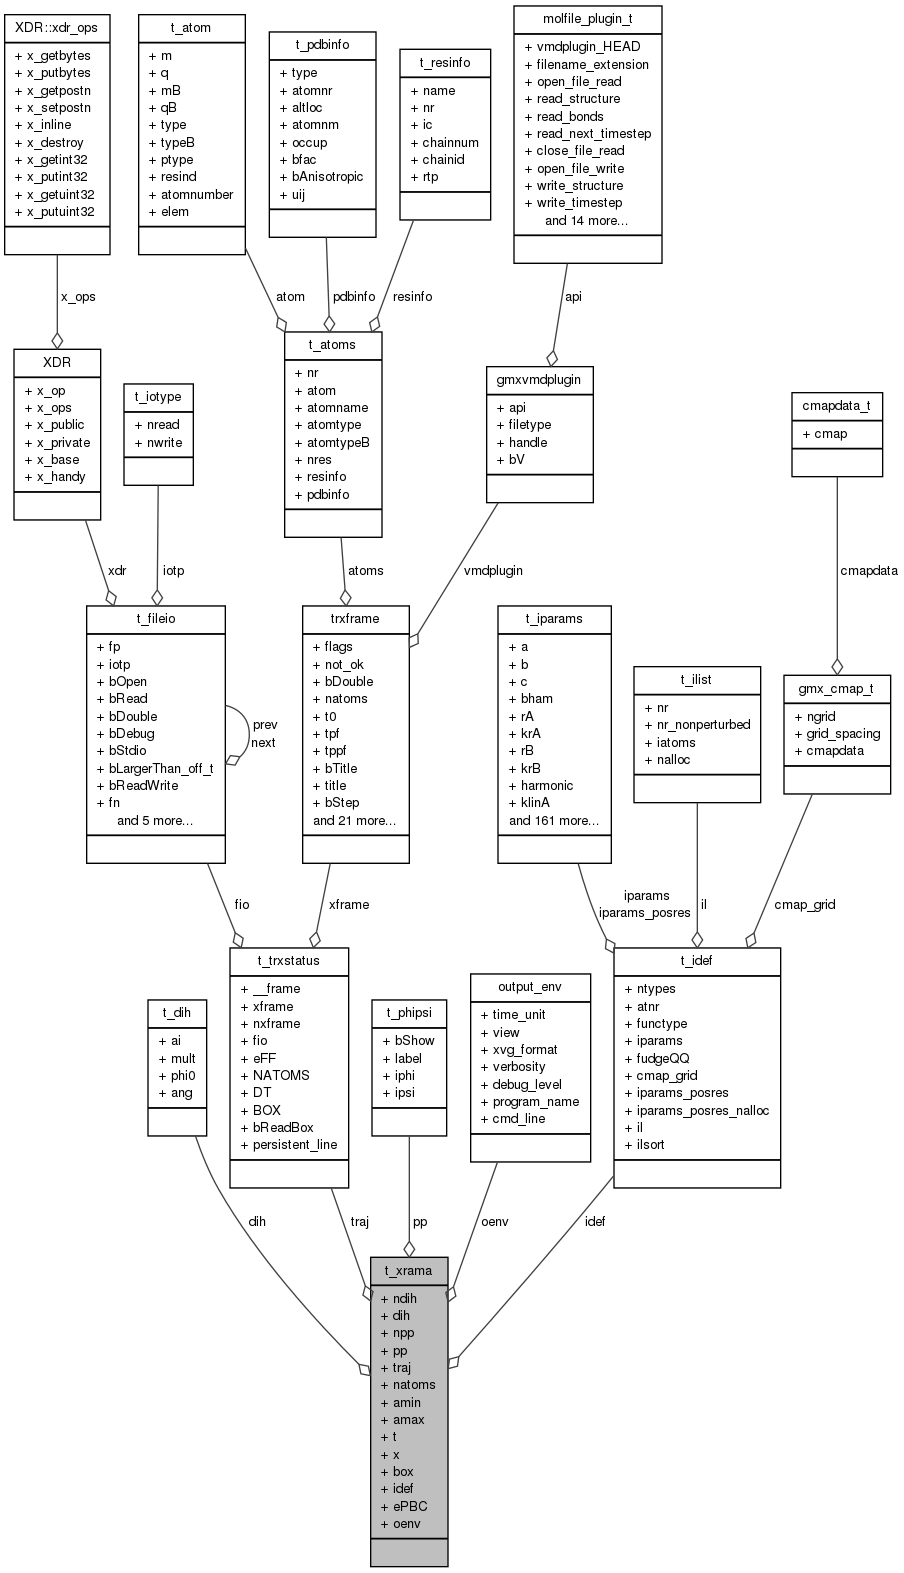 XDR::xdr_ops
+ x_getbytes
+ x_putbytes
+ x_getpostn
+ x_setpostn
+ x_inline
+ x_destroy
+ x_getint32
+ x_putint32
+ x_getuint32
+ x_putuint32
t_atom
+ m
+ q
+ mB
+ qB
+ type
+ typeB
+ ptype
+ resind
+ atomnumber
+ elem
t_pdbinfo
+ type
+ atomnr
+ altloc
+ atomnm
+ occup
+ bfac
+ bAnisotropic
+ uij
t_resinfo
+ name
+ nr
+ ic
+ chainnum
+ chainid
+ rtp
molfile_plugin_t
+ vmdplugin_HEAD
+ filename_extension
+ open_file_read
+ read_structure
+ read_bonds
+ read_next_timestep
+ close_file_read
+ open_file_write
+ write_structure
+ write_timestep
and 14 more...
x_ops
atom
pdbinfo
resinfo
api
XDR
+ x_op
+ x_ops
+ x_public
+ x_private
+ x_base
+ x_handy
t_iotype
+ nread
+ nwrite
t_atoms
+ nr
+ atom
+ atomname
+ atomtype
+ atomtypeB
+ nres
+ resinfo
+ pdbinfo
gmxvmdplugin
+ api
+ filetype
+ handle
+ bV
cmapdata_t
+ cmap
xdr
iotp
atoms
vmdplugin
cmapdata
t_fileio
+ fp
+ iotp
+ bOpen
+ bRead
+ bDouble
+ bDebug
+ bStdio
+ bLargerThan_off_t
+ bReadWrite
+ fn
and 5 more...
prev
next
trxframe
+ flags
+ not_ok
+ bDouble
+ natoms
+ t0
+ tpf
+ tppf
+ bTitle
+ title
+ bStep
and 21 more...
t_iparams
+ a
+ b
+ c
+ bham
+ rA
+ krA
+ rB
+ krB
+ harmonic
+ klinA
and 161 more...
t_ilist
+ nr
+ nr_nonperturbed
+ iatoms
+ nalloc
gmx_cmap_t
+ ngrid
+ grid_spacing
+ cmapdata
fio
xframe
iparams
iparams_posres
il
cmap_grid
t_dih
+ ai
+ mult
+ phi0
+ ang
t_trxstatus
+ __frame
+ xframe
+ nxframe
+ fio
+ eFF
+ NATOMS
+ DT
+ BOX
+ bReadBox
+ persistent_line
t_phipsi
+ bShow
+ label
+ iphi
+ ipsi
output_env
+ time_unit
+ view
+ xvg_format
+ verbosity
+ debug_level
+ program_name
+ cmd_line
t_idef
+ ntypes
+ atnr
+ functype
+ iparams
+ fudgeQQ
+ cmap_grid
+ iparams_posres
+ iparams_posres_nalloc
+ il
+ ilsort
dih
traj
pp
oenv
idef
t_xrama
+ ndih
+ dih
+ npp
+ pp
+ traj
+ natoms
+ amin
+ amax
+ t
+ x
+ box
+ idef
+ ePBC
+ oenv